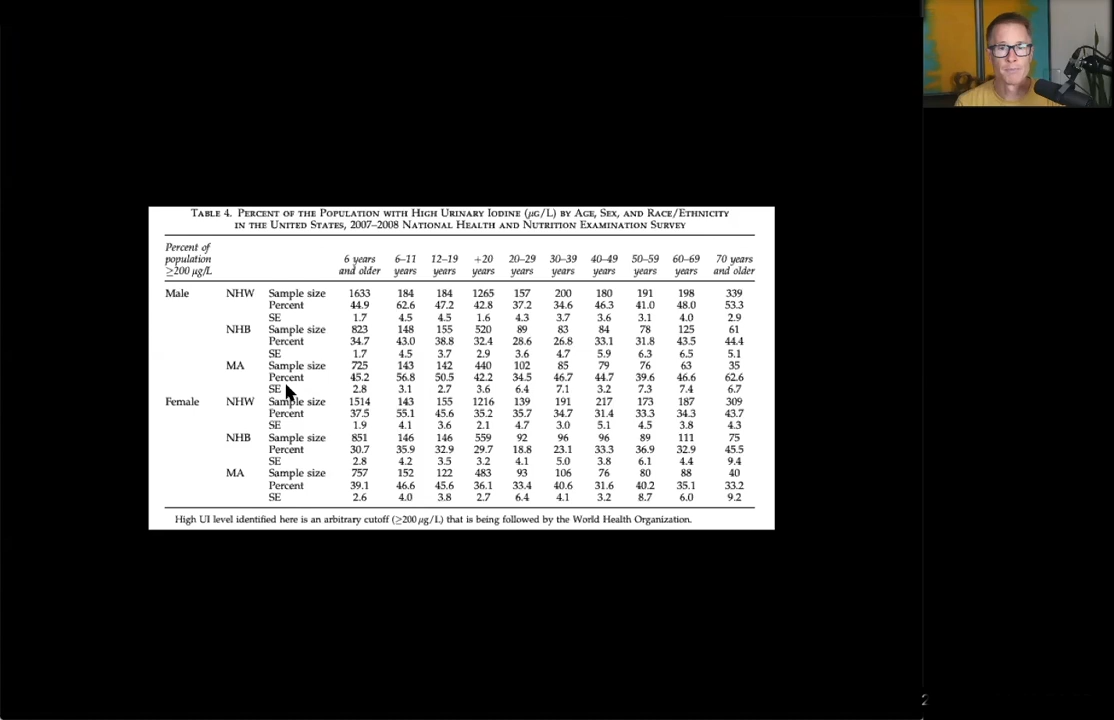 TABLE 4. PERCENT OF THE POPULATION WITH HIGH URINARY IODINE (μG/L) BY AGE, SEX, AND RACE/ETHNICITY
IN THE UNITED STATES, 2007–2008 NATIONAL HEALTH AND NUTRITION EXAMINATION SURVEY
Percent of
population 6 years 6–11 12–19 +20 20–29 30–39 40–49 50–59 60–69 70 years
≥200 μg/L and older years years years years years years years years and older
Male NHW Sample size 1633 184 184 1265 157 200 180 191 198 339
Percent 44.9 62.6 47.2 42.8 37.2 34.6 46.3 41.0 48.0 53.3
SE 1.7 4.5 4.5 1.6 4.3 3.7 3.6 3.1 4.0 2.9
NHB Sample size 823 148 155 520 89 83 84 78 125 61
Percent 34.7 43.0 38.8 32.4 28.6 26.8 33.1 31.8 43.5 44.4
SE 1.7 4.5 3.7 2.9 3.6 4.7 5.9 6.3 6.5 5.1
MA Sample size 725 143 142 440 102 85 79 76 63 35
Percent 45.2 56.8 50.5 42.2 34.5 46.7 44.7 39.6 46.6 62.6
SE 2.8 3.1 2.7 3.6 6.4 7.1 3.2 7.3 7.4 6.7
Female NHW Sample size 1514 143 155 1216 139 191 217 173 187 309
Percent 37.5 55.1 45.6 35.2 35.7 34.7 31.4 33.3 34.3 43.7
SE 1.9 4.1 3.6 2.1 4.7 3.0 5.1 4.5 3.8 4.3
NHB Sample size 851 146 146 559 92 96 96 89 111 75
Percent 30.7 35.9 32.9 29.7 18.8 23.1 33.3 36.9 32.9 45.5
SE 2.8 4.2 3.5 3.2 4.1 5.0 3.8 6.1 4.4 9.4
MA Sample size 757 152 122 483 93 106 76 80 88 40
Percent 39.1 46.6 45.6 36.1 33.4 40.6 31.6 40.2 35.1 33.2
SE 2.6 4.0 3.8 2.7 6.4 4.1 3.2 8.7 6.0 9.2
High UI level identified here is an arbitrary cutoff (≥200 μg/L) that is being followed by the World Health Organization.
2